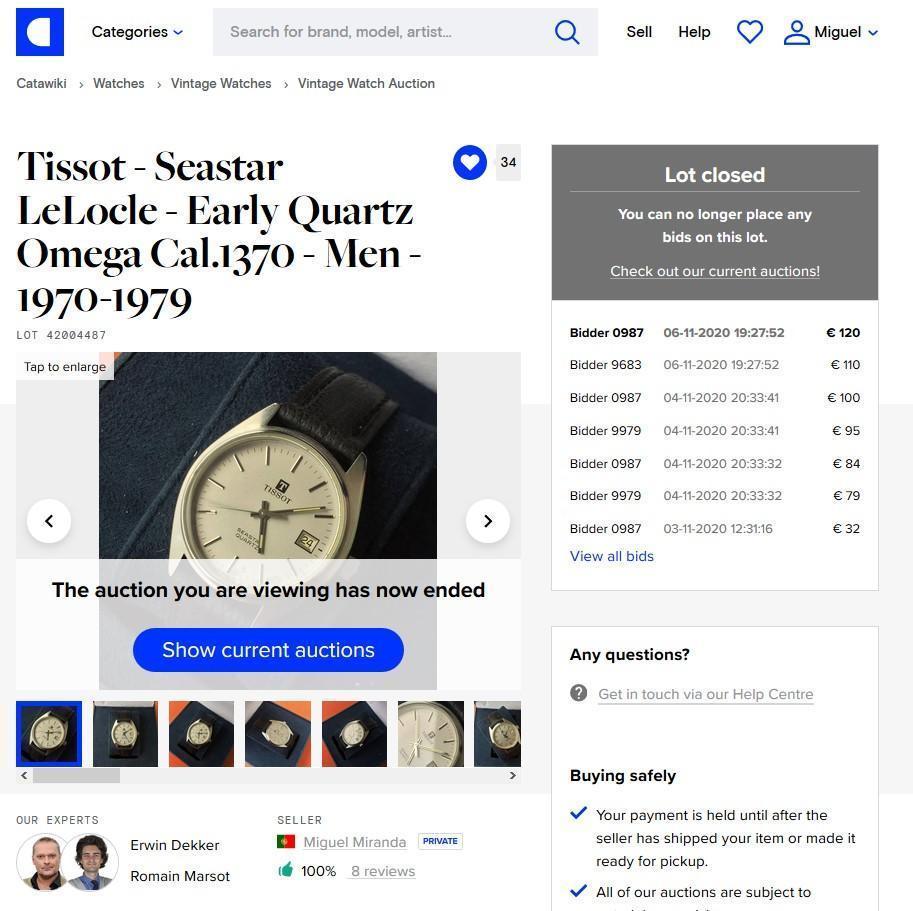 Categories
Search for brand, model, artist...
Sell
Help
Miguel
Catawiki › Watches › Vintage Watches › Vintage Watch Auction
Tissot - Seastar
LeLocle - Early Quartz
Omega Cal.1370 - Men -
1970-1979
34
LOT 42004487
Tap to enlarge
T
TISSOT
SEASTAR
QUARTZ
24
The auction you are viewing has now ended
Show current auctions
OUR EXPERTS
Erwin Dekker
Romain Marsot
SELLER
Miguel Miranda PRIVATE
100% 8 reviews
Lot closed
You can no longer place any
bids on this lot.
Check out our current auctions!
Bidder 0987 06-11-2020 19:27:52 € 120
Bidder 9683 06-11-2020 19:27:52 € 110
Bidder 0987 04-11-2020 20:33:41 € 100
Bidder 9979 04-11-2020 20:33:41 € 95
Bidder 0987 04-11-2020 20:33:32 € 84
Bidder 9979 04-11-2020 20:33:32 € 79
Bidder 0987 03-11-2020 12:31:16 € 32
View all bids
Any questions?
Get in touch via our Help Centre
Buying safely
Your payment is held until after the
seller has shipped your item or made it
ready for pickup.
All of our auctions are subject to